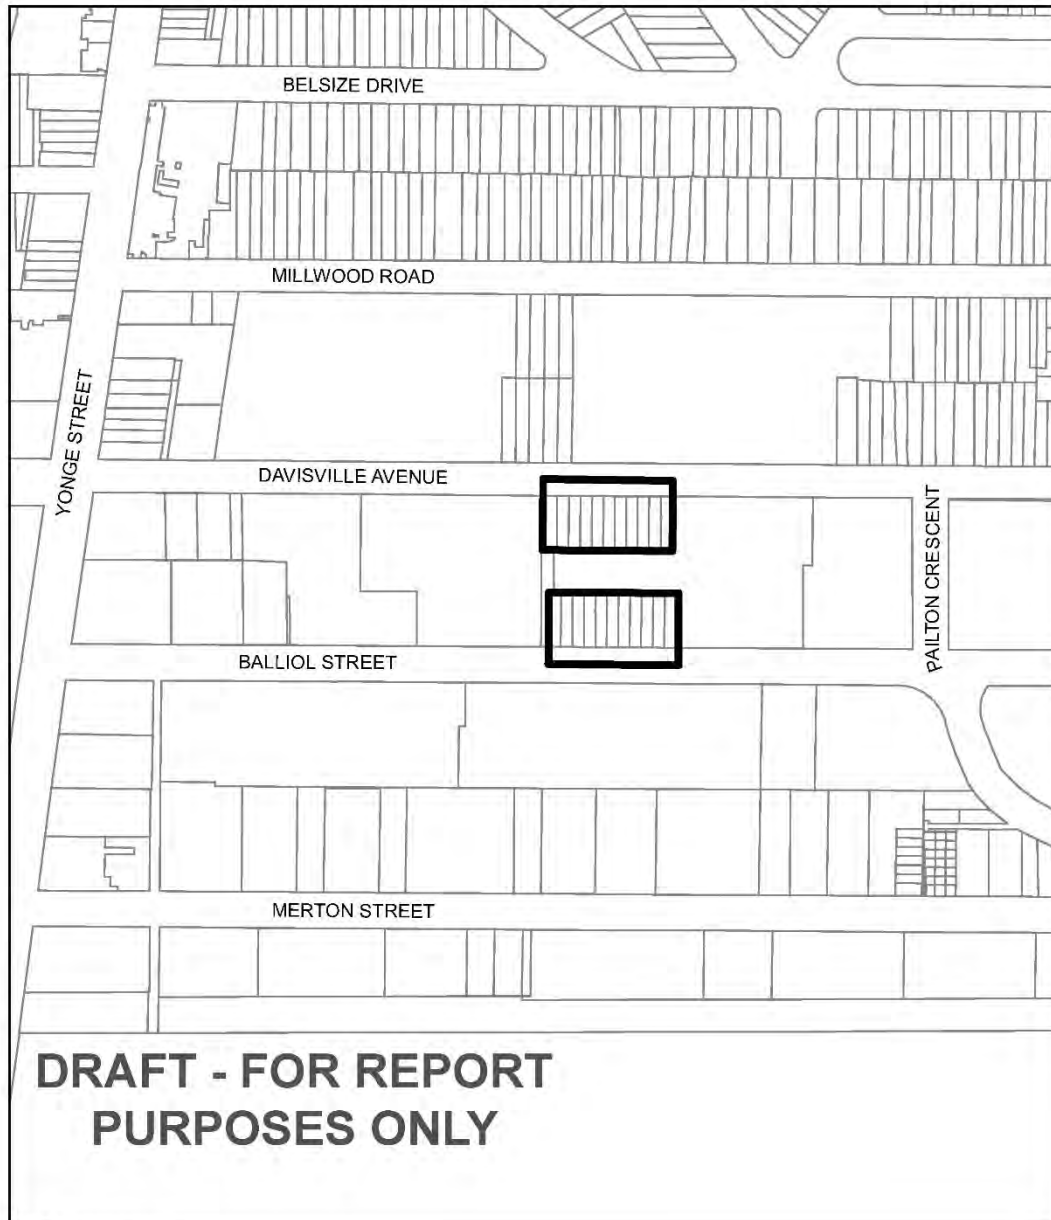 BELSIZE DRIVE
MILLWOOD ROAD
YONGE STREET
DAVISVILLE AVENUE
PAILTON CRESCENT
BALLIOL STREET
MERTON STREET
DRAFT - FOR REPORT
PURPOSES ONLY